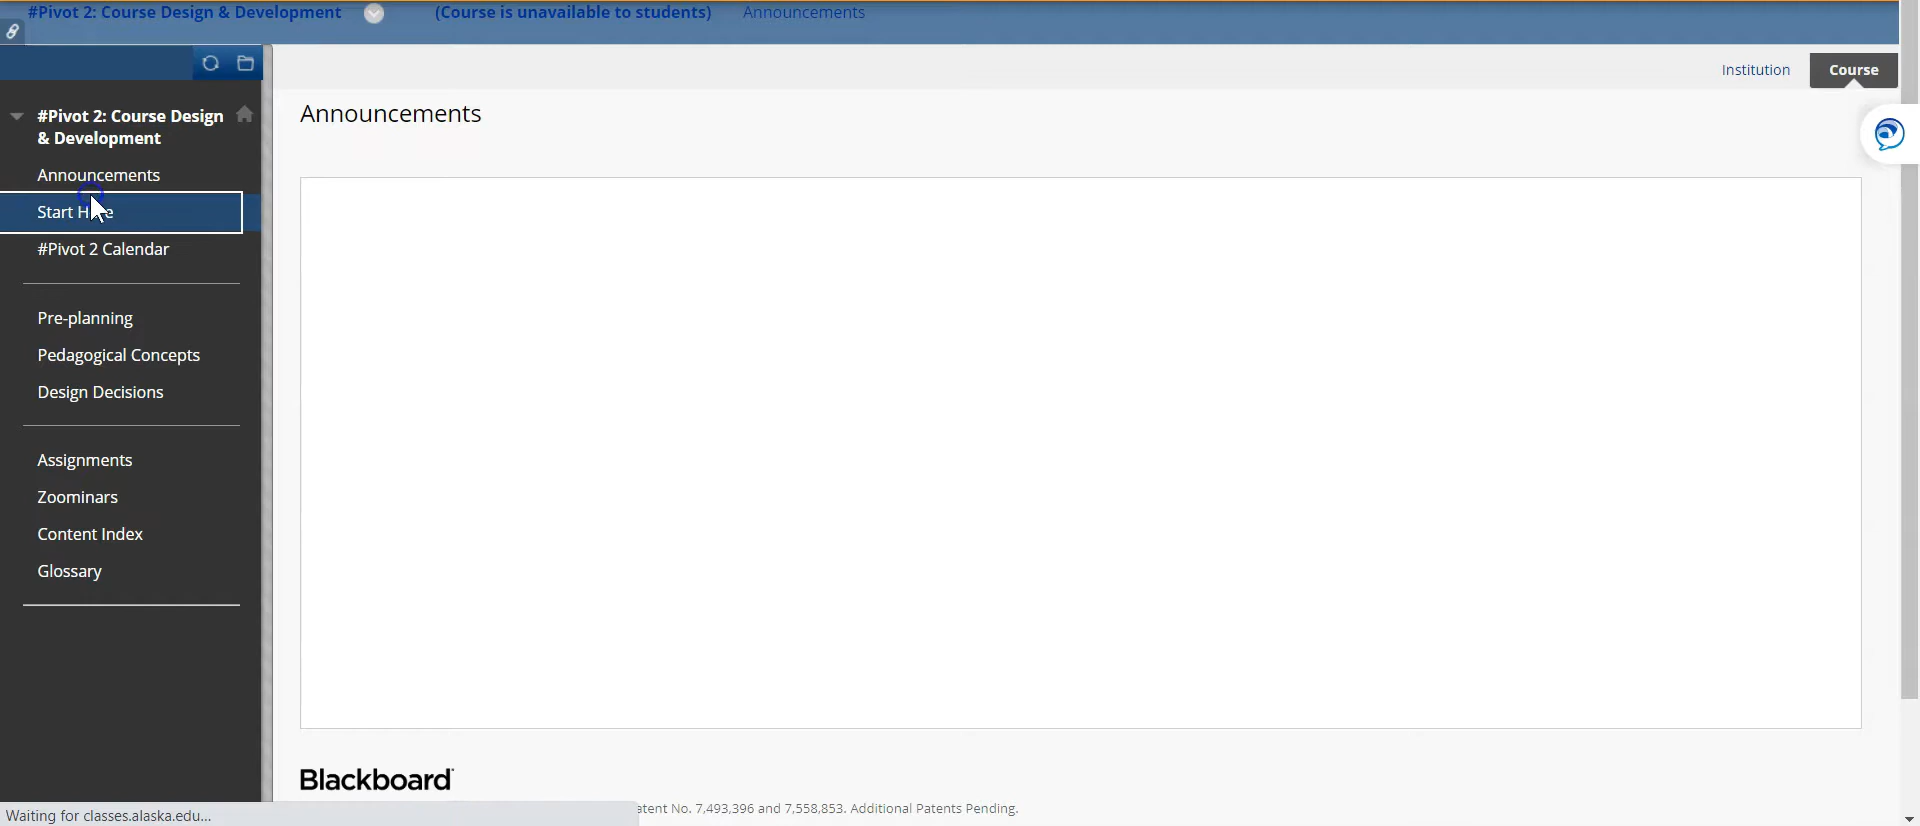 #Pivot 2: Course Design & Development (Course is unavailable to students) Announcements
Institution Course
#Pivot 2: Course Design
& Development
Announcements
Start
#Pivot 2 Calendar
Pre-planning
Pedagogical Concepts
Design Decisions
Assignments
Zoominars
Content Index
Glossary
Announcements
Blackboard
No. 7,493,396 and 7,558,853. Additional Patents Pending.
Waiting for classes.alaska.edu...